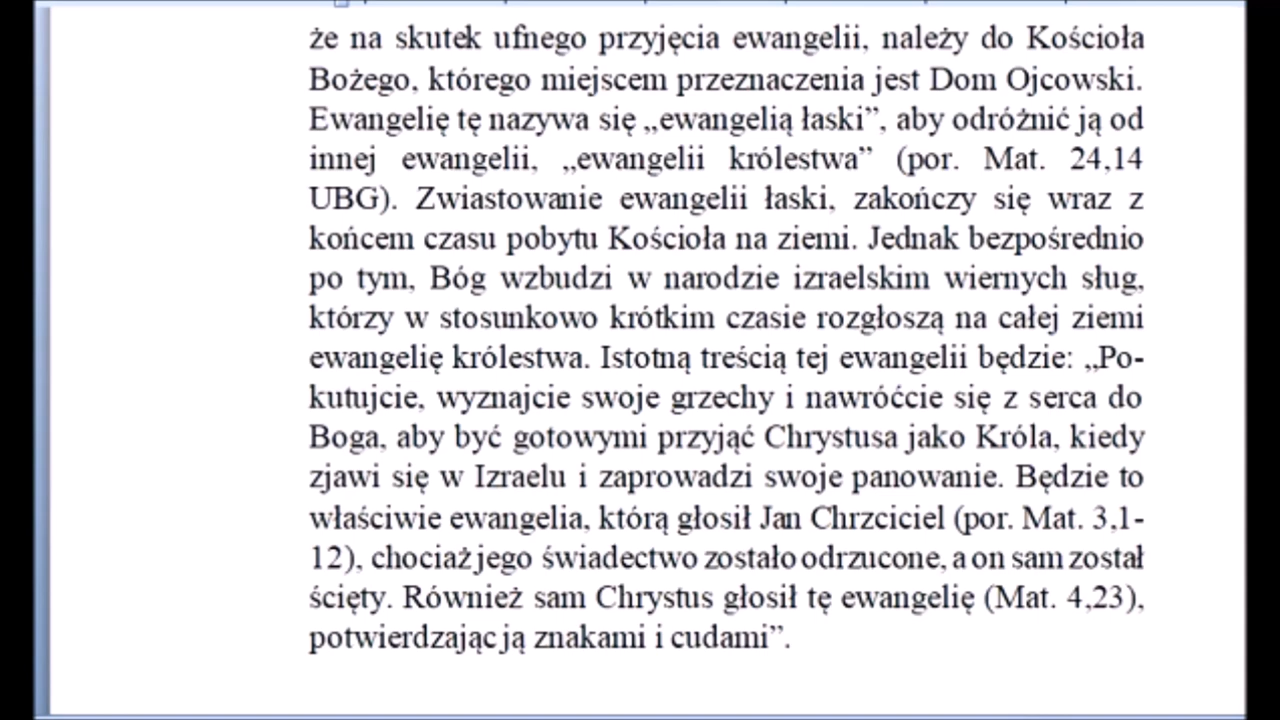 że na skutek ufnego przyjęcia ewangelii, należy do Kościoła
Bożego, którego miejscem przeznaczenia jest Dom Ojcowski.
Ewangelię tę nazywa się „ewangelią łaski”, aby odróżnić ją od
innej ewangelii, „ewangelii królestwa” (por. Mat. 24,14
UBG). Zwiastowanie ewangelii łaski, zakończy się wraz z
końcem czasu pobytu Kościoła na ziemi. Jednak bezpośrednio
po tym, Bóg wzbudzi w narodzie izraelskim wiernych sług,
którzy w stosunkowo krótkim czasie rozgłoszą na całej ziemi
ewangelię królestwa. Istotną treścią tej ewangelii będzie: „Po-
kutujcie, wyznajcie swoje grzechy i nawróćcie się z serca do
Boga, aby być gotowymi przyjąć Chrystusa jako Króla, kiedy
zjawi się w Izraelu i zaprowadzi swoje panowanie. Będzie to
właściwie ewangelia, którą głosił Jan Chrzciciel (por. Mat. 3,1-
12), chociaż jego świadectwo zostało odrzucone, a on sam został
ścięty. Również sam Chrystus głosił tę ewangelię (Mat. 4,23),
potwierdzając ją znakami i cudami”.